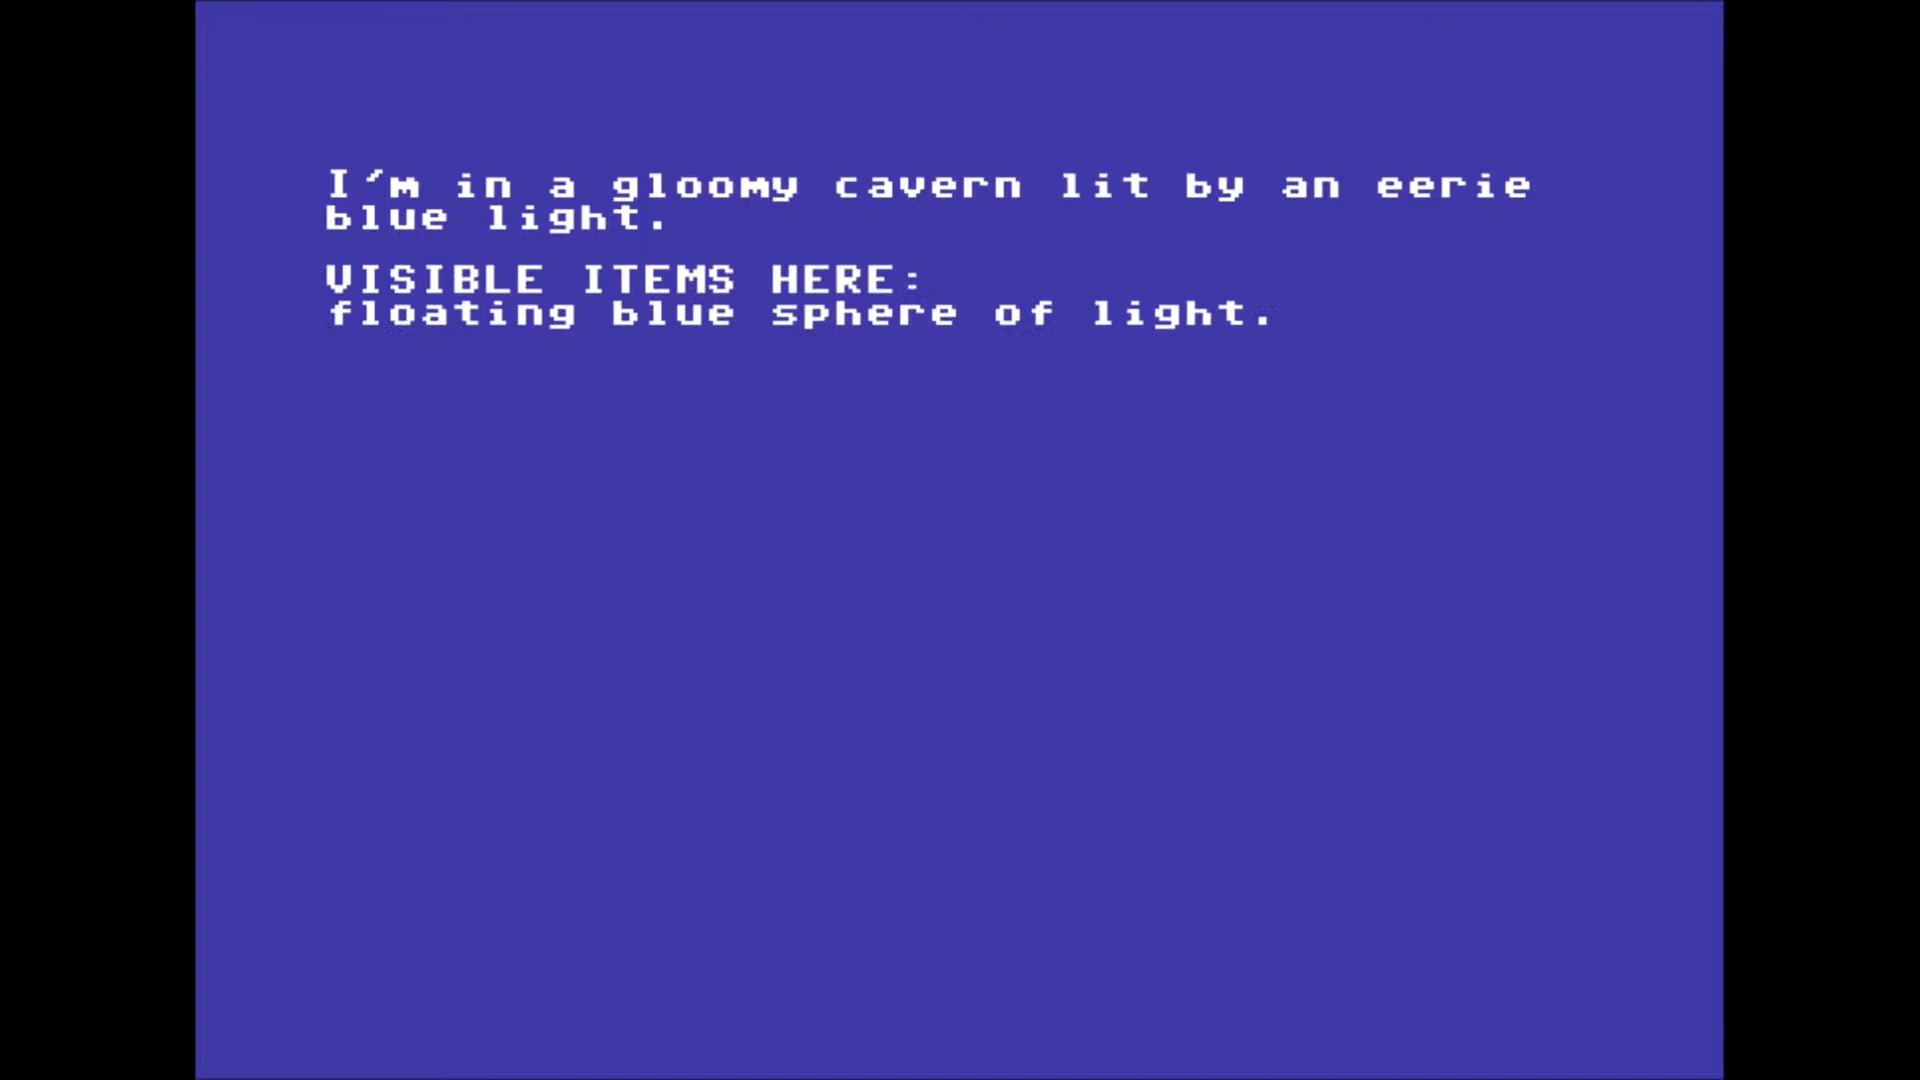 I'm in a gloomy cavern lit by an eerie
blue light.
VISIBLE ITEMS HERE:
floating blue sphere of light.